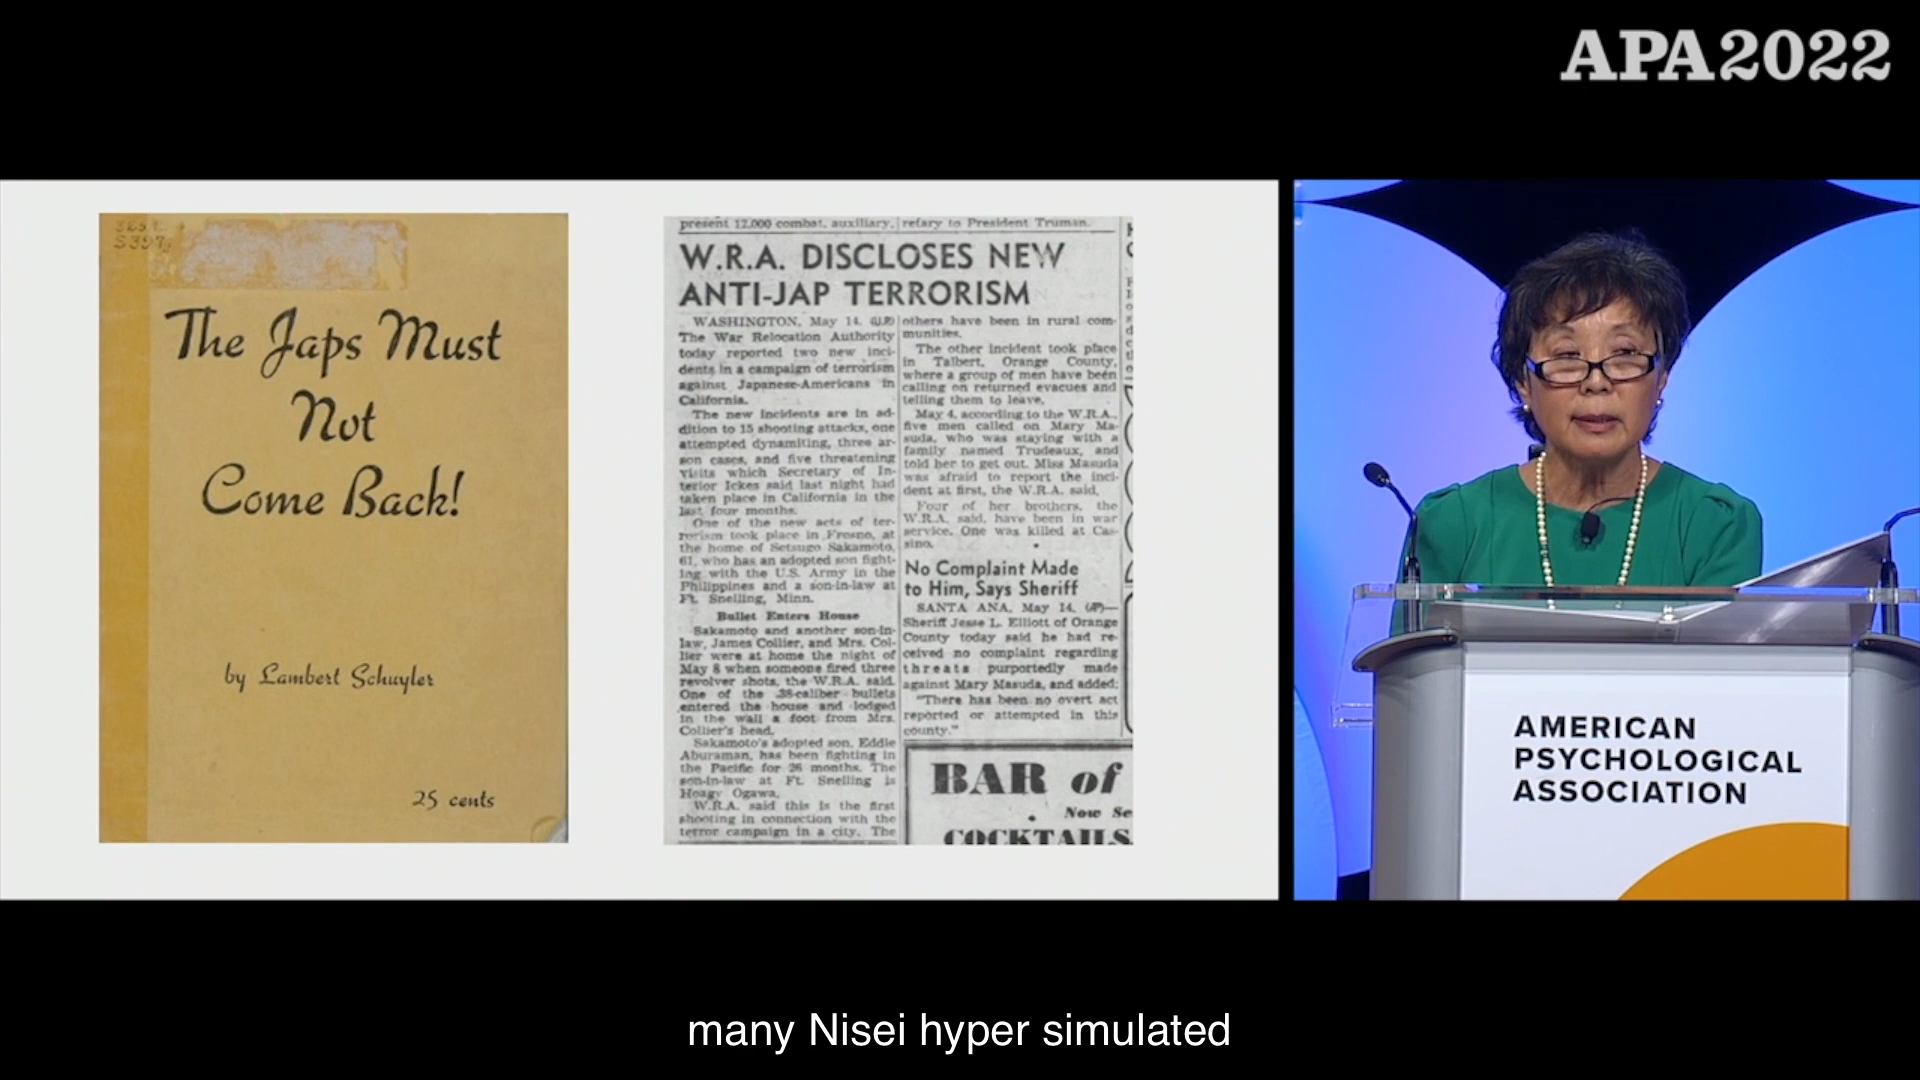 APA2022
3251.
S397j
The Japs Must
Not
Come Back!
by Lambert Schuyler
25 cents
present 12,000 combat, auxiliary,
retary to President Truman.
W.R.A. DISCLOSES NEW
ANTI-JAP TERRORISM
WASHINGTON, May 14. (U.P.)
The War Relocation Authority
today reported two new inci-
dents in a campaign of terrorism
against Japanese-Americans in
California.
The new incidents are in ad-
dition to 15 shooting attacks, one
attempted dynamiting, three ar-
son cases, and five threatening
visits which Secretary of In-
terior Ickes said last night had
taken place in California in the
last four months.
One of the new acts of ter-
rorism took place in Fresno, at
the home of Setsugo Sakamoto,
61, who has an adopted son fight-
ing with the U.S. Army in the
Philippines and a son-in-law at
Ft. Snelling, Minn.
Bullet Enters House
Sakamoto and another son-in-
law, James Collier, and Mrs. Col-
lier were at home the night of
May 8 when someone fired three
revolver shots, the W.R.A. said.
One of the .38-caliber bullets
entered the house and lodged
in the wall a foot from Mrs.
Collier's head.
Sakamoto's adopted son, Eddie
Aburaman, has been fighting in
the Pacific for 26 months. The
son-in-law at Ft. Snelling is
Hoagy Ogawa.
W.R.A. said this is the first
shooting in connection with the
terror campaign in a city. The
others have been in rural com-
munities.
The other incident took place
in Talbert, Orange County,
where a group of men have been
calling on returned evacues and
telling them to leave.
May 4, according to the W.R.A.,
five men called on Mary Ma-
suda, who was staying with a
family named Trudeaux, and
told her to get out. Miss Masuda
was afraid to report the inci-
dent at first, the W.R.A. said.
Four of her brothers, the
W.R.A. said, have been in war
service. One was killed at Cas-
sino.
No Complaint Made
to Him, Says Sheriff
SANTA ANA, May 14. (AP)—
Sheriff Jesse L. Elliott of Orange
County today said he had re-
ceived no complaint regarding
threats purportedly made
against Mary Masuda, and added:
"There has been no overt act
reported or attempted in this
county."
BAR of
Now Se
COCKTAILS
AMERICAN
PSYCHOLOGICAL
ASSOCIATION
many Nisei hyper simulated